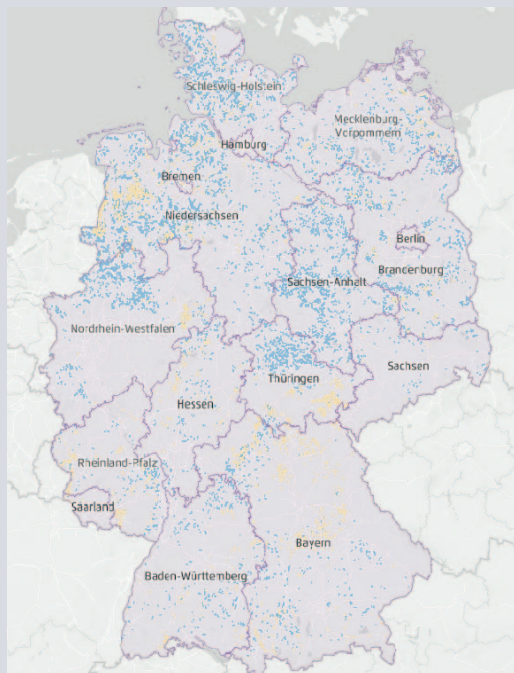 Schleswig-Holstein
Mecklenburg-
Vorpommern
Hamburg
Bremen
Niedersachsen
Berlin
Brandenburg
Sachsen-Anhalt
Nordrhein-Westfalen
Sachsen
Thüringen
Hessen
Rheinland-Pfalz
Saarland
Bayern
Baden-Württemberg